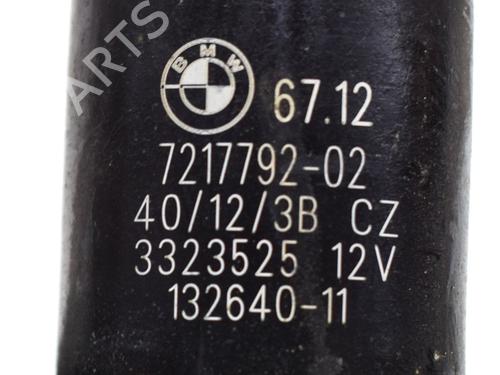 ARTS
BMW
67.12
7217792-02
40/12/3B CZ
3323525 12V
132640-11